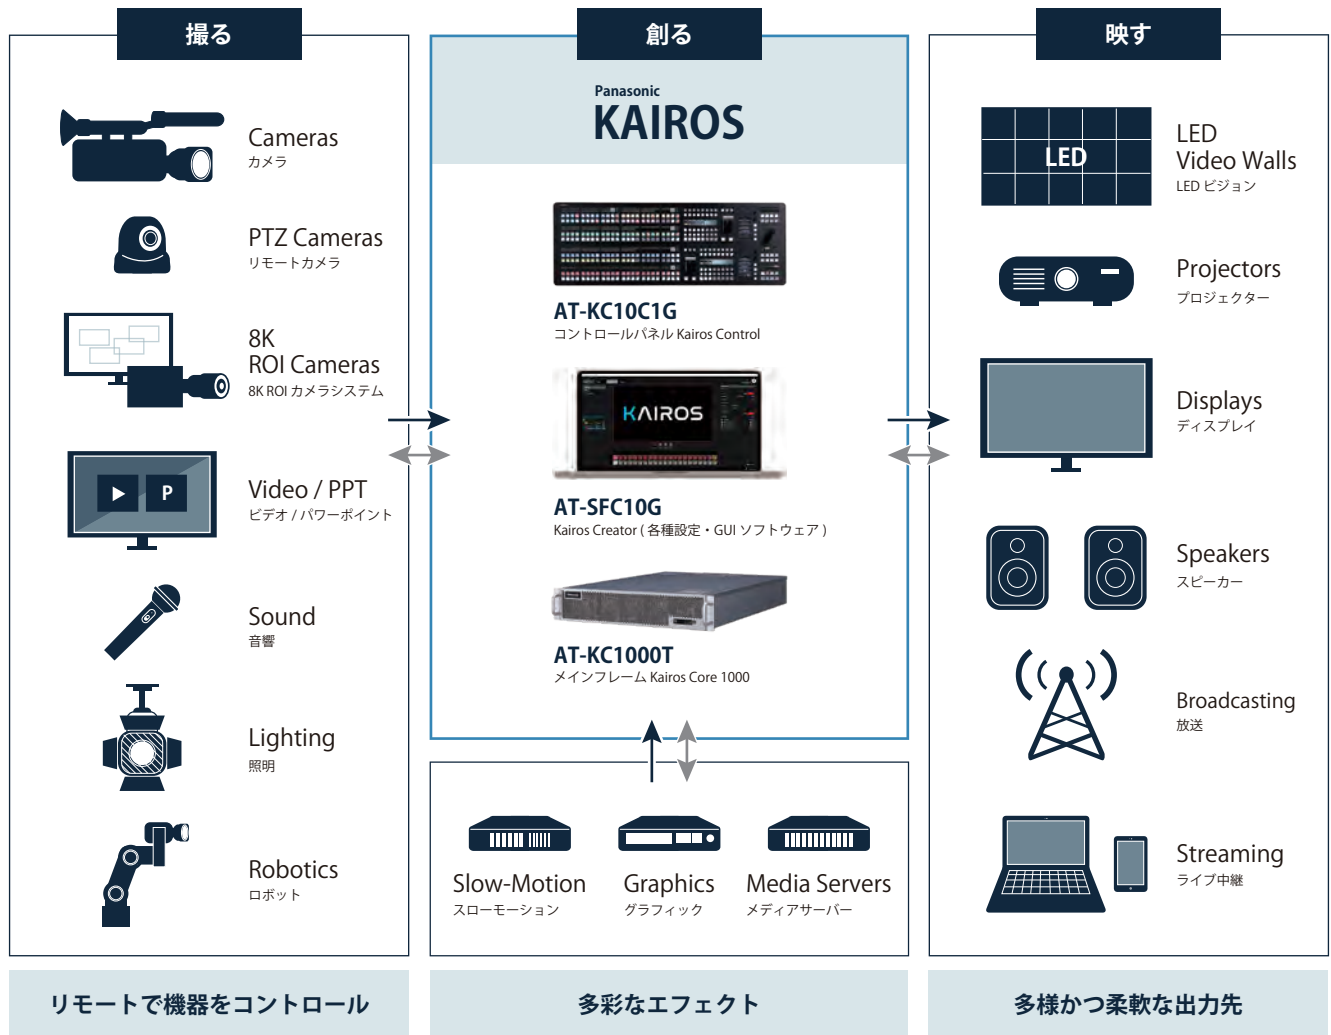 撮る
Cameras
カメラ
PTZ Cameras
リモートカメラ
8K
ROI Cameras
8K ROI カメラシステム
P
Video / PPT
ビデオ / パワーポイント
Sound
音響
Lighting
照明
Robotics
ロボット
リモートで機器をコントロール
創る
Panasonic
KAIROS
AT-KC10C1G
コントロールパネル Kairos Control
KAIROS
AT-SFC10G
Kairos Creator ( 各種設定・GUI ソフトウェア )
AT-KC1000T
メインフレーム Kairos Core 1000
Slow-Motion
スローモーション
Graphics
グラフィック
Media Servers
メディアサーバー
多彩なエフェクト
映す
LED
LED
Video Walls
LED ビジョン
Projectors
プロジェクター
Displays
ディスプレイ
Speakers
スピーカー
Broadcasting
放送
Streaming
ライブ中継
多様かつ柔軟な出力先